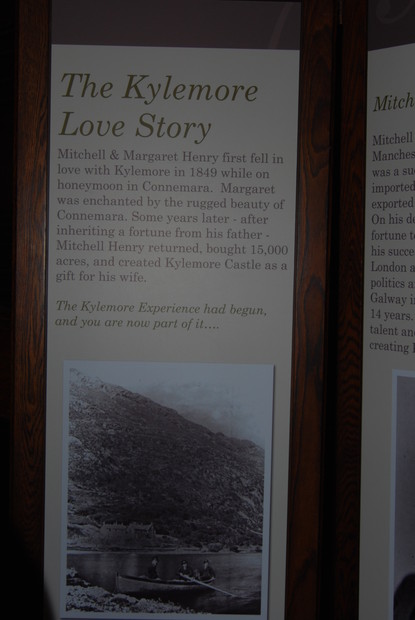 The Kylemore
Love Story
Mitchell & Margaret Henry first fell in
love with Kylemore in 1849 while on
honeymoon in Connemara. Margaret
was enchanted by the rugged beauty of
Connemara. Some years later - after
inheriting a fortune from his father -
Mitchell Henry returned, bought 15,000
acres, and created Kylemore Castle as a
gift for his wife.
The Kylemore Experience had begun,
and you are now part of it....
Mitch
Mitchell
Manches
was a su
imported
exported
On his de
fortune t
his succe
London a
politics a
Galway i
14 years.
talent an
creating